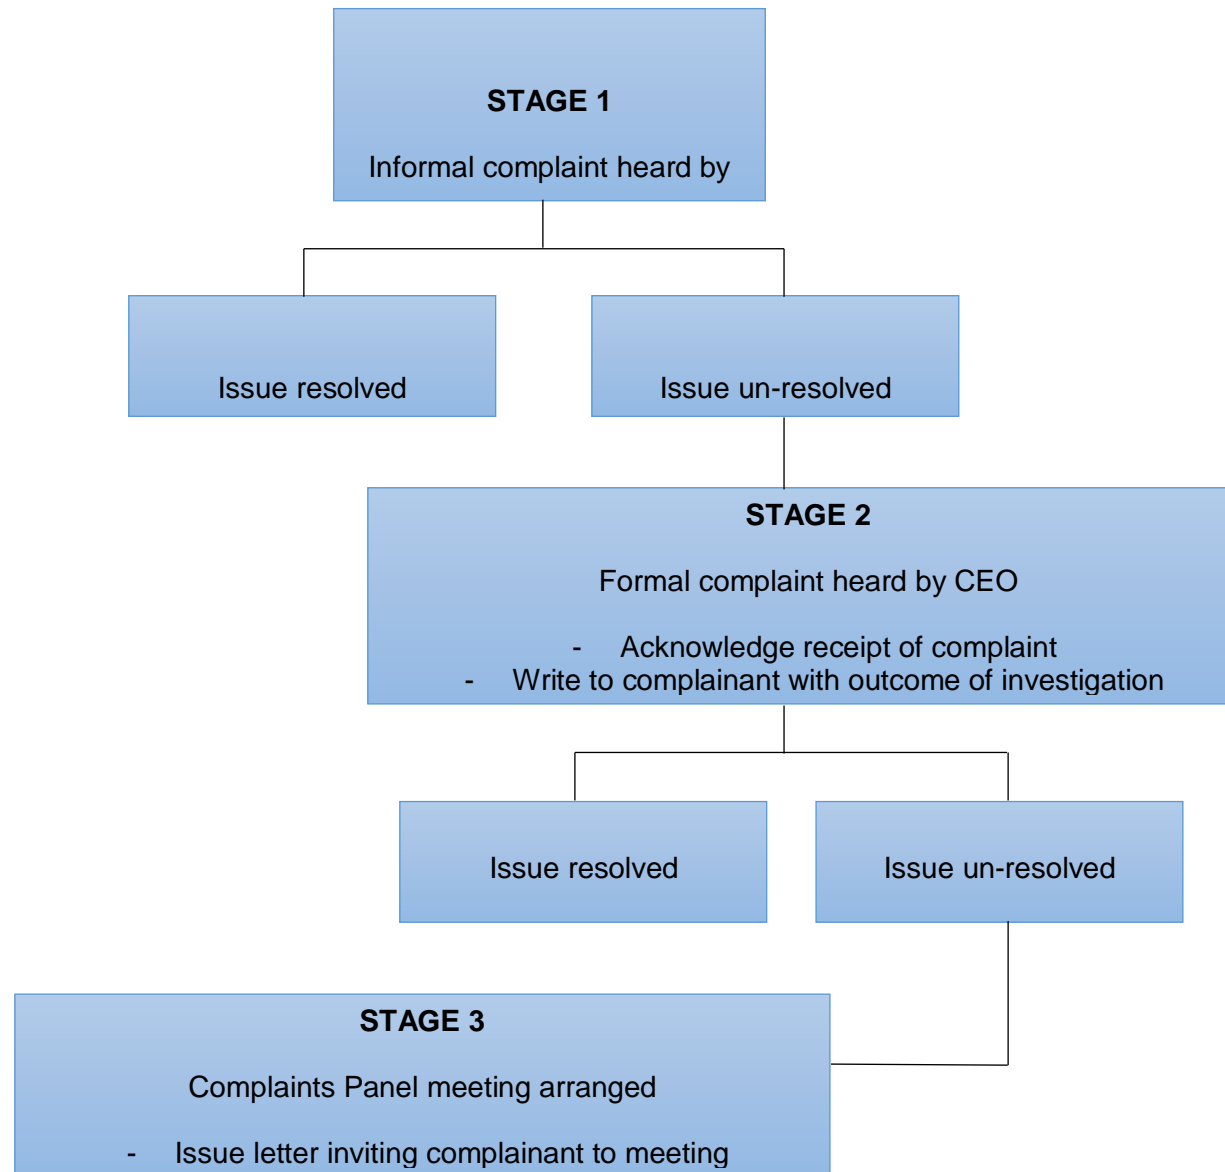 STAGE 1
Informal complaint heard by
Issue resolved
Issue un-resolved
STAGE 2
Formal complaint heard by CEO
- Acknowledge receipt of complaint
- Write to complainant with outcome of investigation
Issue resolved
Issue un-resolved
STAGE 3
Complaints Panel meeting arranged
- Issue letter inviting complainant to meeting